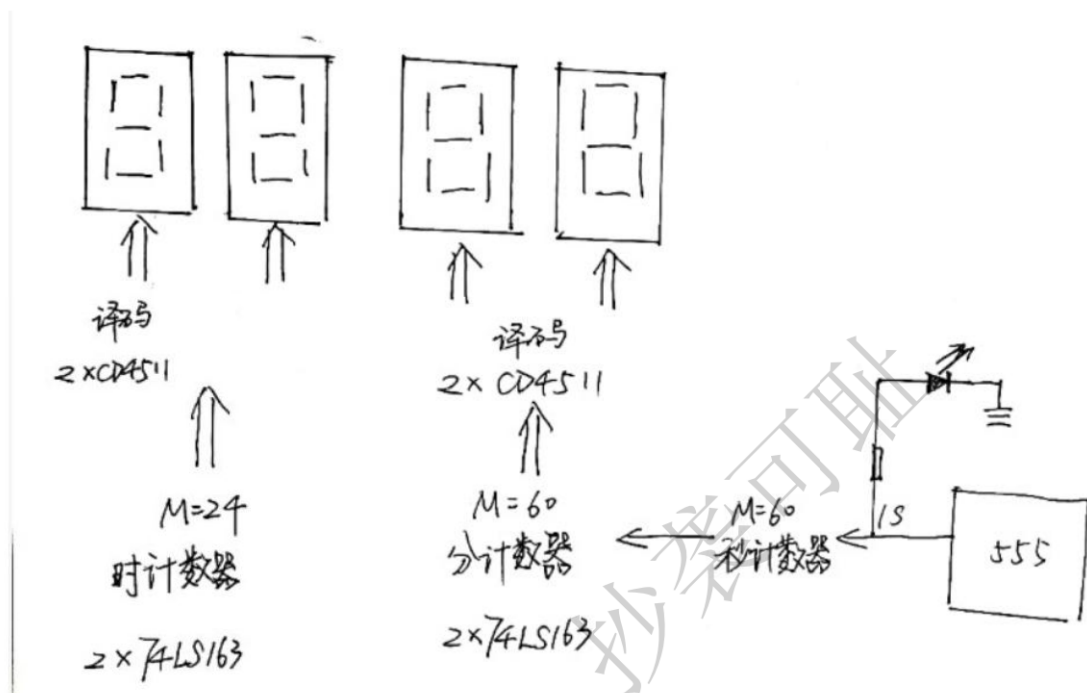 译码
2×CD4511
译码
2× CD4511
M=24
时计数器
2×74LS163
M=60
分计数器
2×74LS163
M=60
秒计数器
1S
555
抄袭可耻